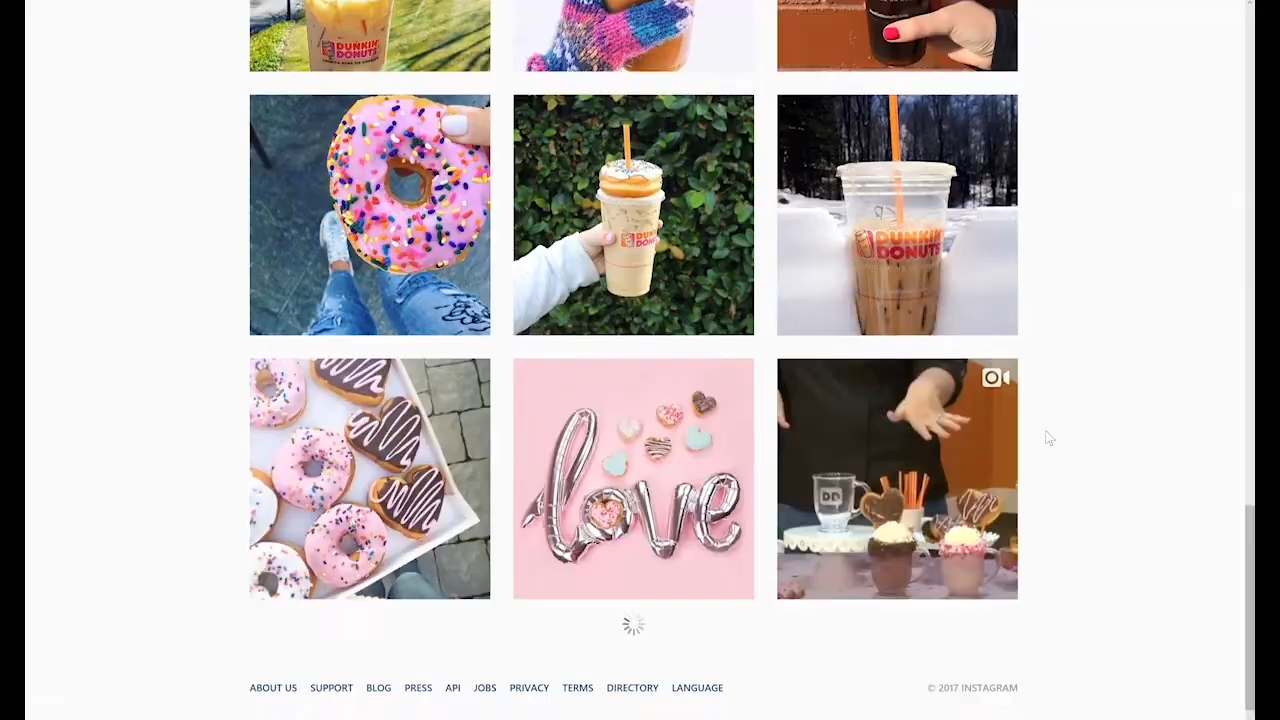 DUNKIN'
DONUTS
DUNKIN'
DONUTS
DUNKIN'
DONUTS
love
DD
ABOUT US SUPPORT BLOG PRESS API JOBS PRIVACY TERMS DIRECTORY LANGUAGE © 2017 INSTAGRAM